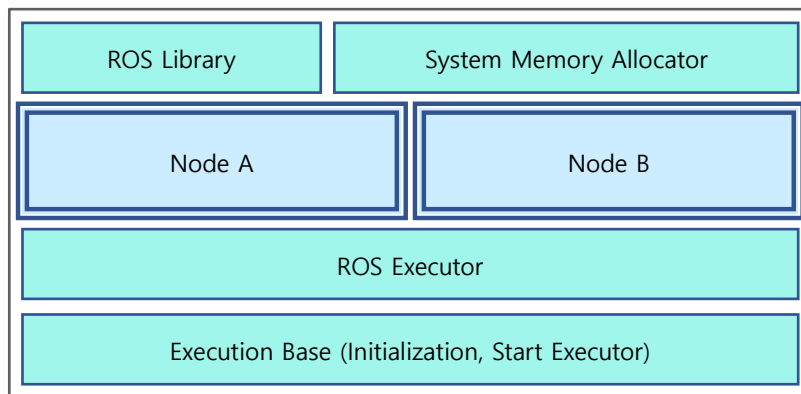 ROS Library
System Memory Allocator
Node A
Node B
ROS Executor
Execution Base (Initialization, Start Executor)